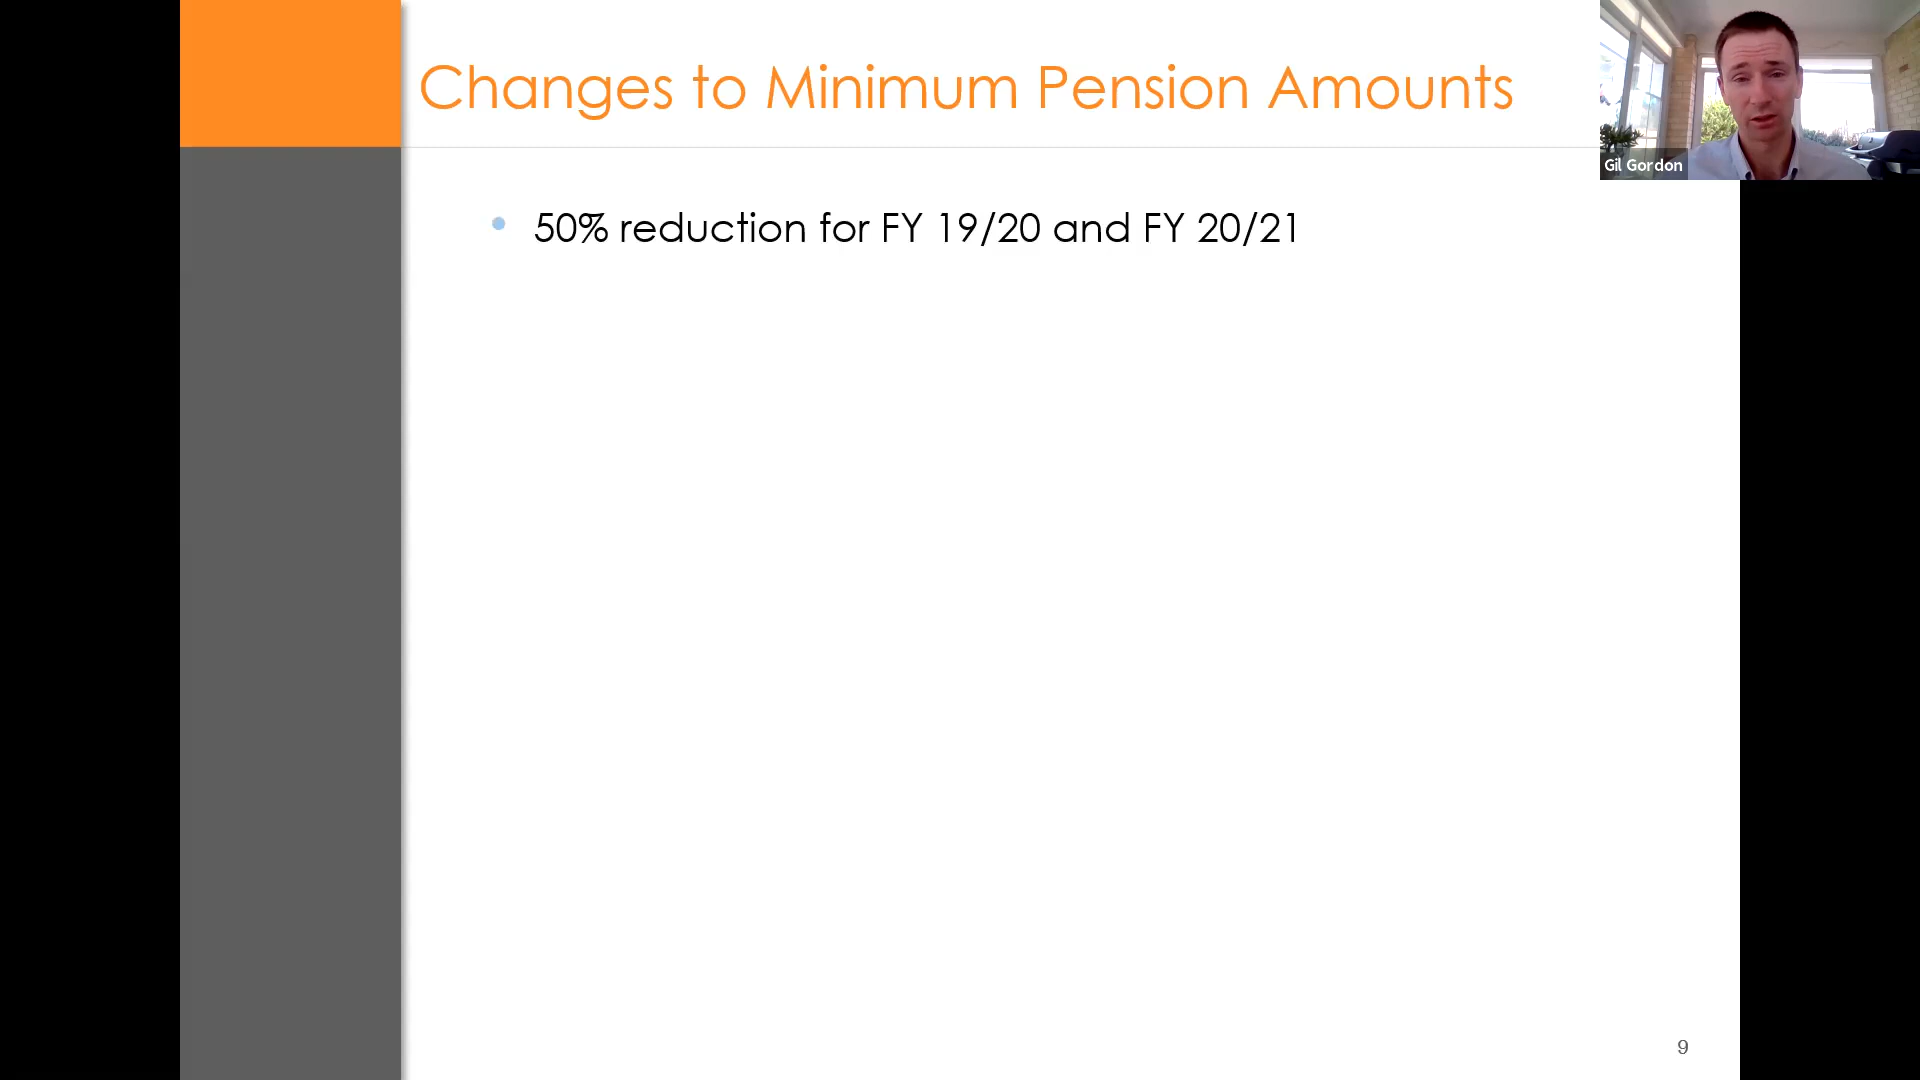 Changes to Minimum Pension Amounts
Gil Gordon
• 50% reduction for FY 19/20 and FY 20/21
9